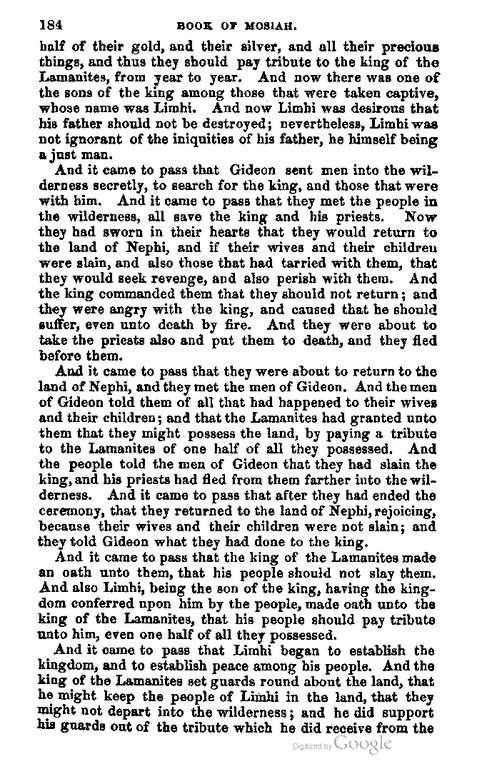 184 BOOK OF MOSIAH.
half of their gold, and their silver, and all their precious
things, and thus they should pay tribute to the king of the
Lamanites, from year to year. And now there was one of
the sons of the king among those that were taken captive,
whose name was Limhi. And now Limhi was desirous that
his father should not be destroyed; nevertheless, Limhi was
not ignorant of the iniquities of his father, he himself being
a just man.
And it came to pass that Gideon sent men into the wil-
derness secretly, to search for the king, and those that were
with him. And it came to pass that they met the people in
the wilderness, all save the king and his priests. Now
they had sworn in their hearts that they would return to
the land of Nephi, and if their wives and their children
were slain, and also those that had tarried with them, that
they would seek revenge, and also perish with them. And
the king commanded them that they should not return; and
they were angry with the king, and caused that he should
suffer, even unto death by fire. And they were about to
take the priests also and put them to death, and they fled
before them.
And it came to pass that they were about to return to the
land of Nephi, and they met the men of Gideon. And the men
of Gideon told them of all that had happened to their wives
and their children; and that the Lamanites had granted unto
them that they might possess the land, by paying a tribute
to the Lamanites of one half of all they possessed. And
the people told the men of Gideon that they had slain the
king, and his priests had fled from them farther into the wil-
derness. And it came to pass that after they had ended the
ceremony, that they returned to the land of Nephi, rejoicing,
because their wives and their children were not slain; and
they told Gideon what they had done to the king.
And it came to pass that the king of the Lamanites made
an oath unto them, that his people should not slay them.
And also Limhi, being the son of the king, having the king-
dom conferred upon him by the people, made oath unto the
king of the Lamanites, that his people should pay tribute
unto him, even one half of all they possessed.
And it came to pass that Limhi began to establish the
kingdom, and to establish peace among his people. And the
king of the Lamanites set guards round about the land, that
he might keep the people of Limhi in the land, that they
might not depart into the wilderness; and he did support
his guards out of the tribute which he did receive from the
Digitized by Google